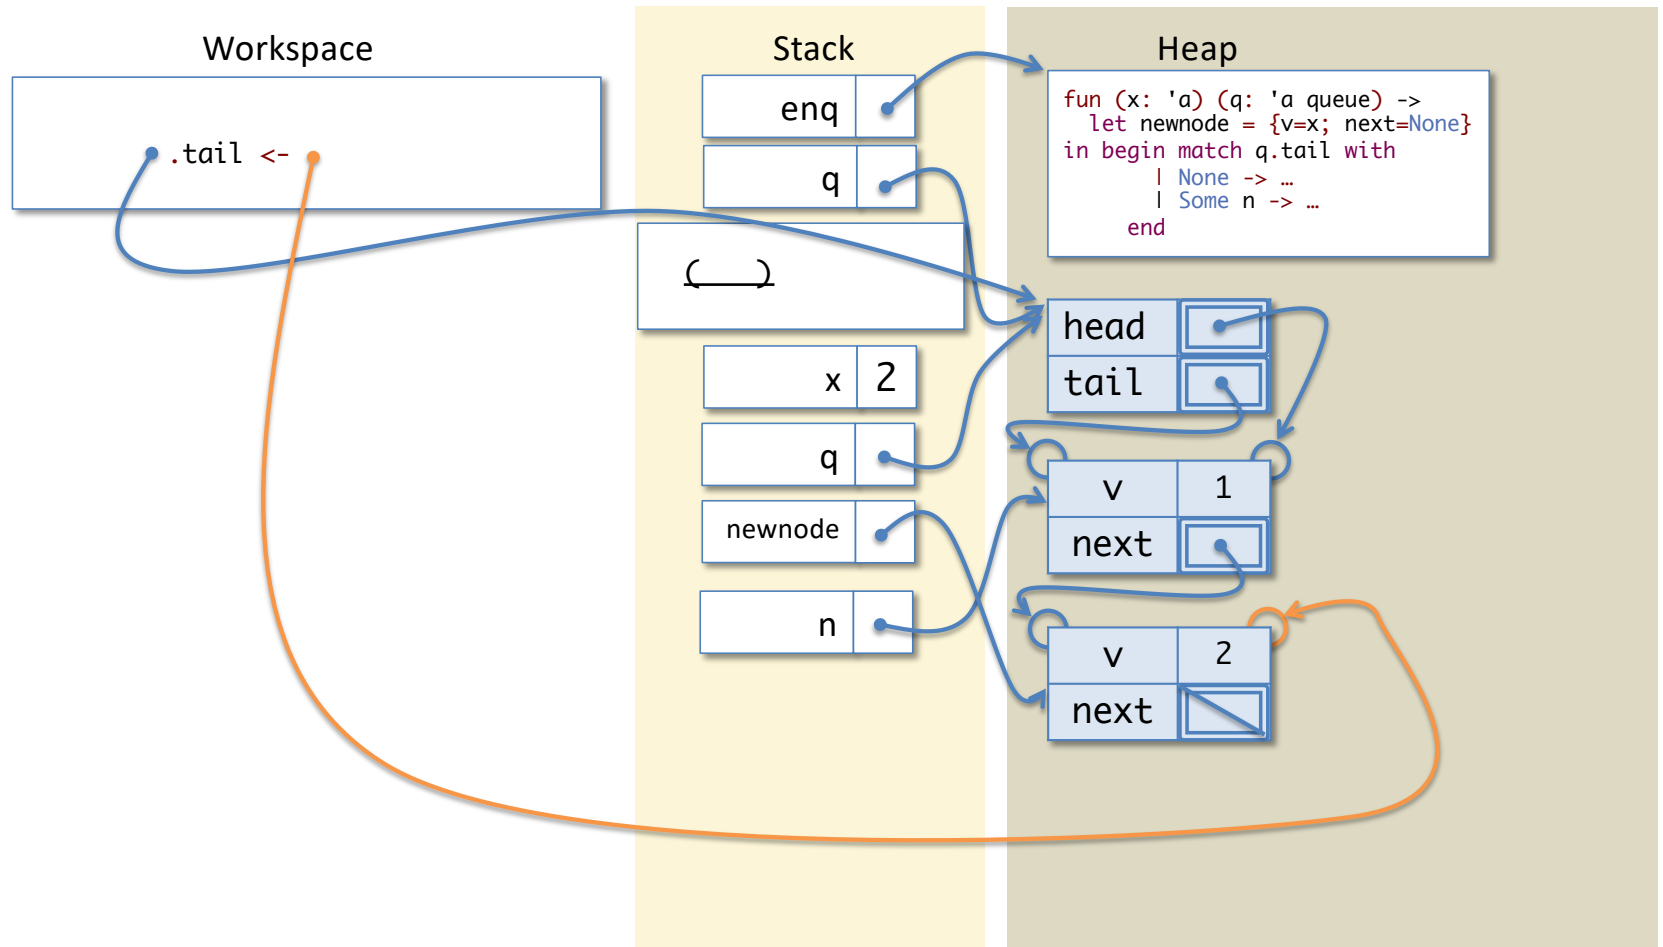 Workspace
.tail <-
Stack
enq
q
(____)
x 2
q
newnode
n
Heap
fun (x: 'a) (q: 'a queue) ->
let newnode = {v=x; next=None}
in begin match q.tail with
| None -> …
| Some n -> …
end
head
tail
v 1
next
v 2
next